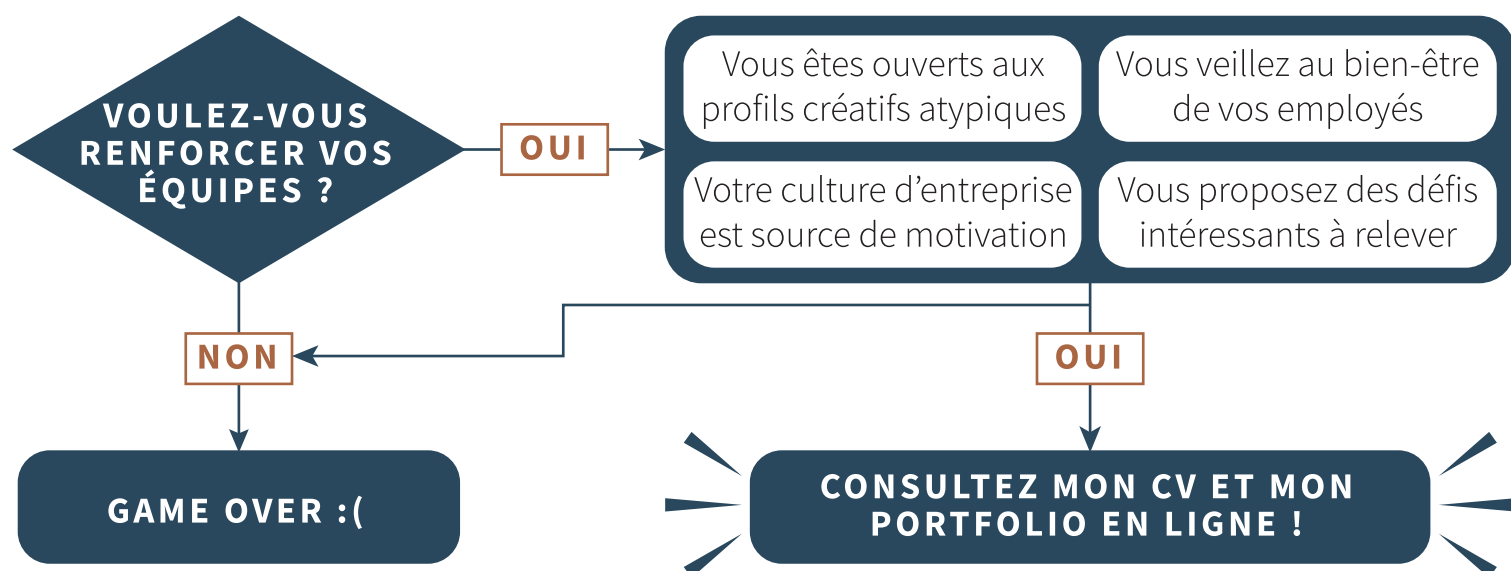 VOULEZ-VOUS
RENFORCER VOS
ÉQUIPES ?
OUI
Vous êtes ouverts aux
profils créatifs atypiques
Vous veillez au bien-être
de vos employés
Votre culture d’entreprise
est source de motivation
Vous proposez des défis
intéressants à relever
NON
OUI
GAME OVER :(
CONSULTEZ MON CV ET MON
PORTFOLIO EN LIGNE !